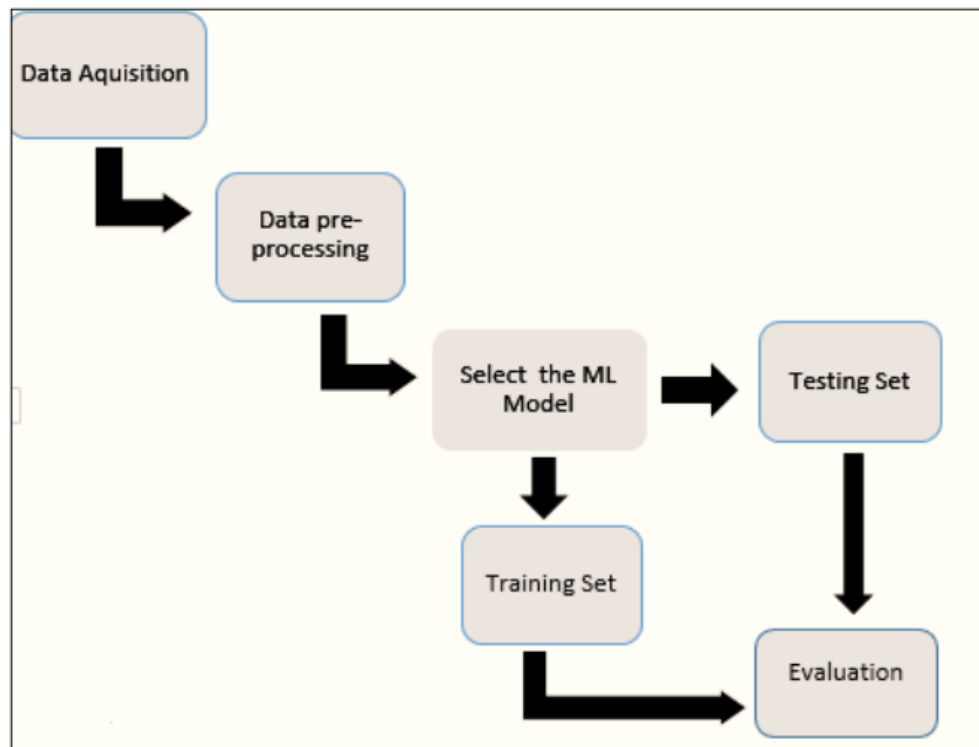 Data Aquisition
Data pre-
processing
Select the ML
Model
Testing Set
Training Set
Evaluation